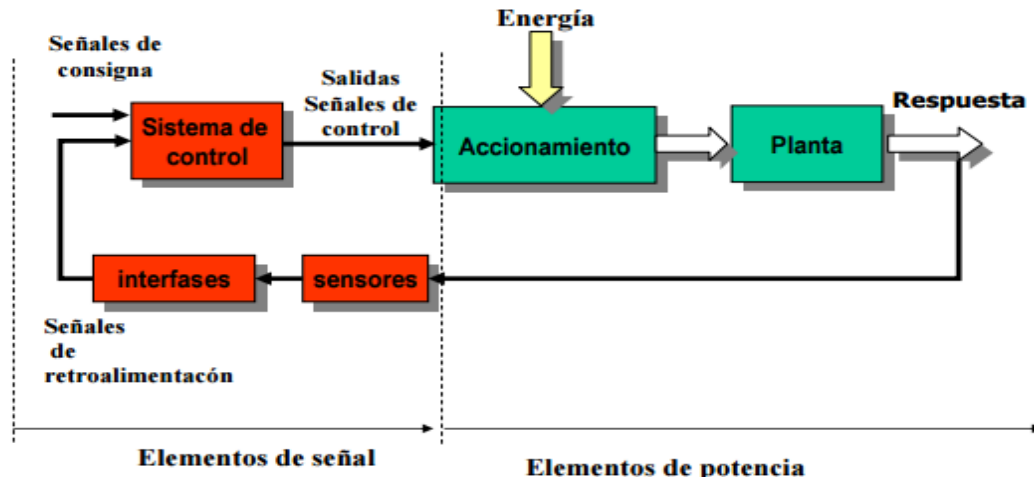 Energía
Señales de
consigna
Salidas
Señales de
control
Respuesta
Sistema de
control
Accionamiento
Planta
interfases
sensores
Señales
de
retroalimentacón
Elementos de señal
Elementos de potencia